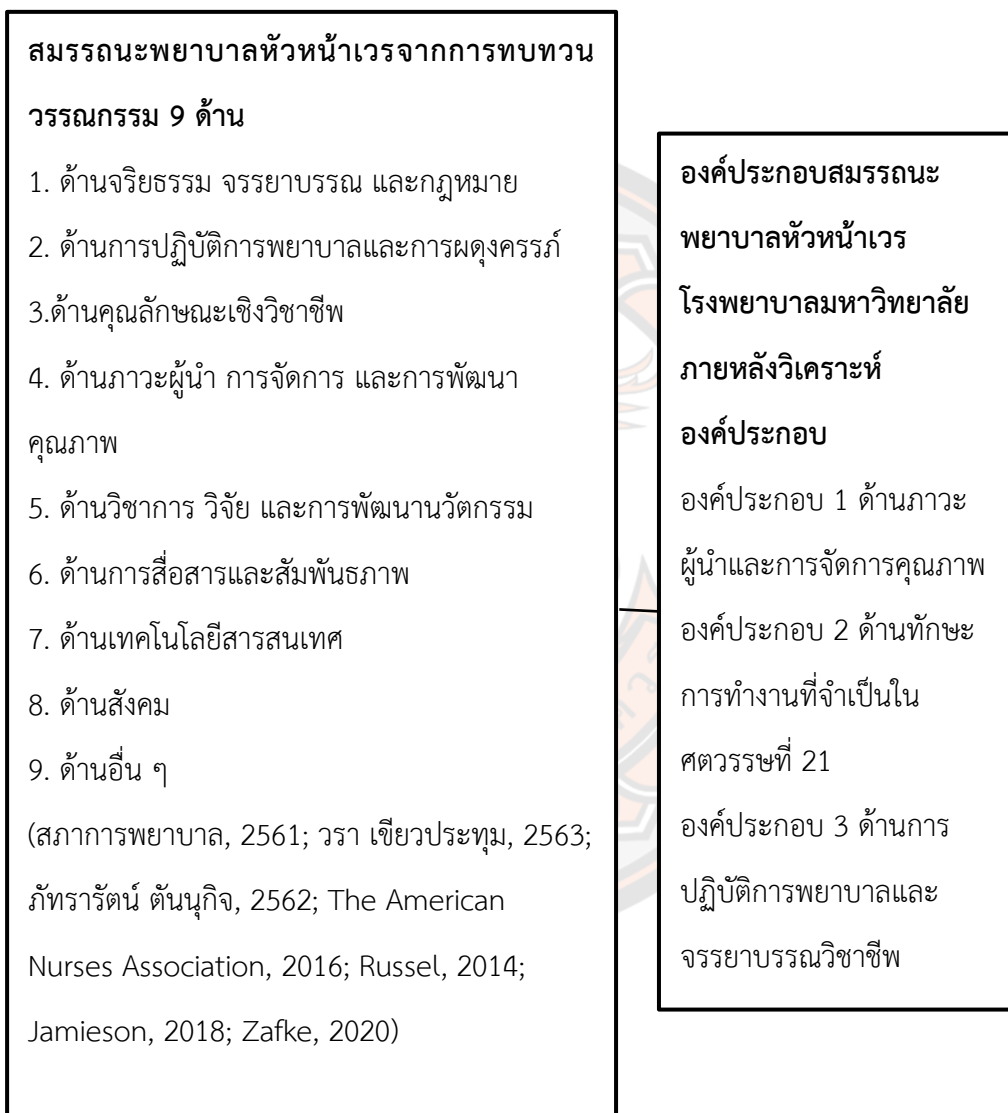 สมรรถนะพยาบาลหัวหน้าเวรจากการทบทวน
วรรณกรรม 9 ด้าน
1. ด้านจริยธรรม จรรยาบรรณ และกฎหมาย
2. ด้านการปฏิบัติการพยาบาลและการผดุงครรภ์
3.ด้านคุณลักษณะเชิงวิชาชีพ
4. ด้านภาวะผู้นำ การจัดการ และการพัฒนา
คุณภาพ
5. ด้านวิชาการ วิจัย และการพัฒนานวัตกรรม
6. ด้านการสื่อสารและสัมพันธภาพ
7. ด้านเทคโนโลยีสารสนเทศ
8. ด้านสังคม
9. ด้านอื่น ๆ
(สภาการพยาบาล, 2561; วรา เขียวประทุม, 2563;
ภัทรารัตน์ ตันนุกิจ, 2562; The American
Nurses Association, 2016; Russel, 2014;
Jamieson, 2018; Zafke, 2020)
องค์ประกอบสมรรถนะ
พยาบาลหัวหน้าเวร
โรงพยาบาลมหาวิทยาลัย
ภายหลังวิเคราะห์
องค์ประกอบ
องค์ประกอบ 1 ด้านภาวะ
ผู้นำและการจัดการคุณภาพ
องค์ประกอบ 2 ด้านทักษะ
การทำงานที่จำเป็นใน
ศตวรรษที่ 21
องค์ประกอบ 3 ด้านการ
ปฏิบัติการพยาบาลและ
จรรยาบรรณวิชาชีพ